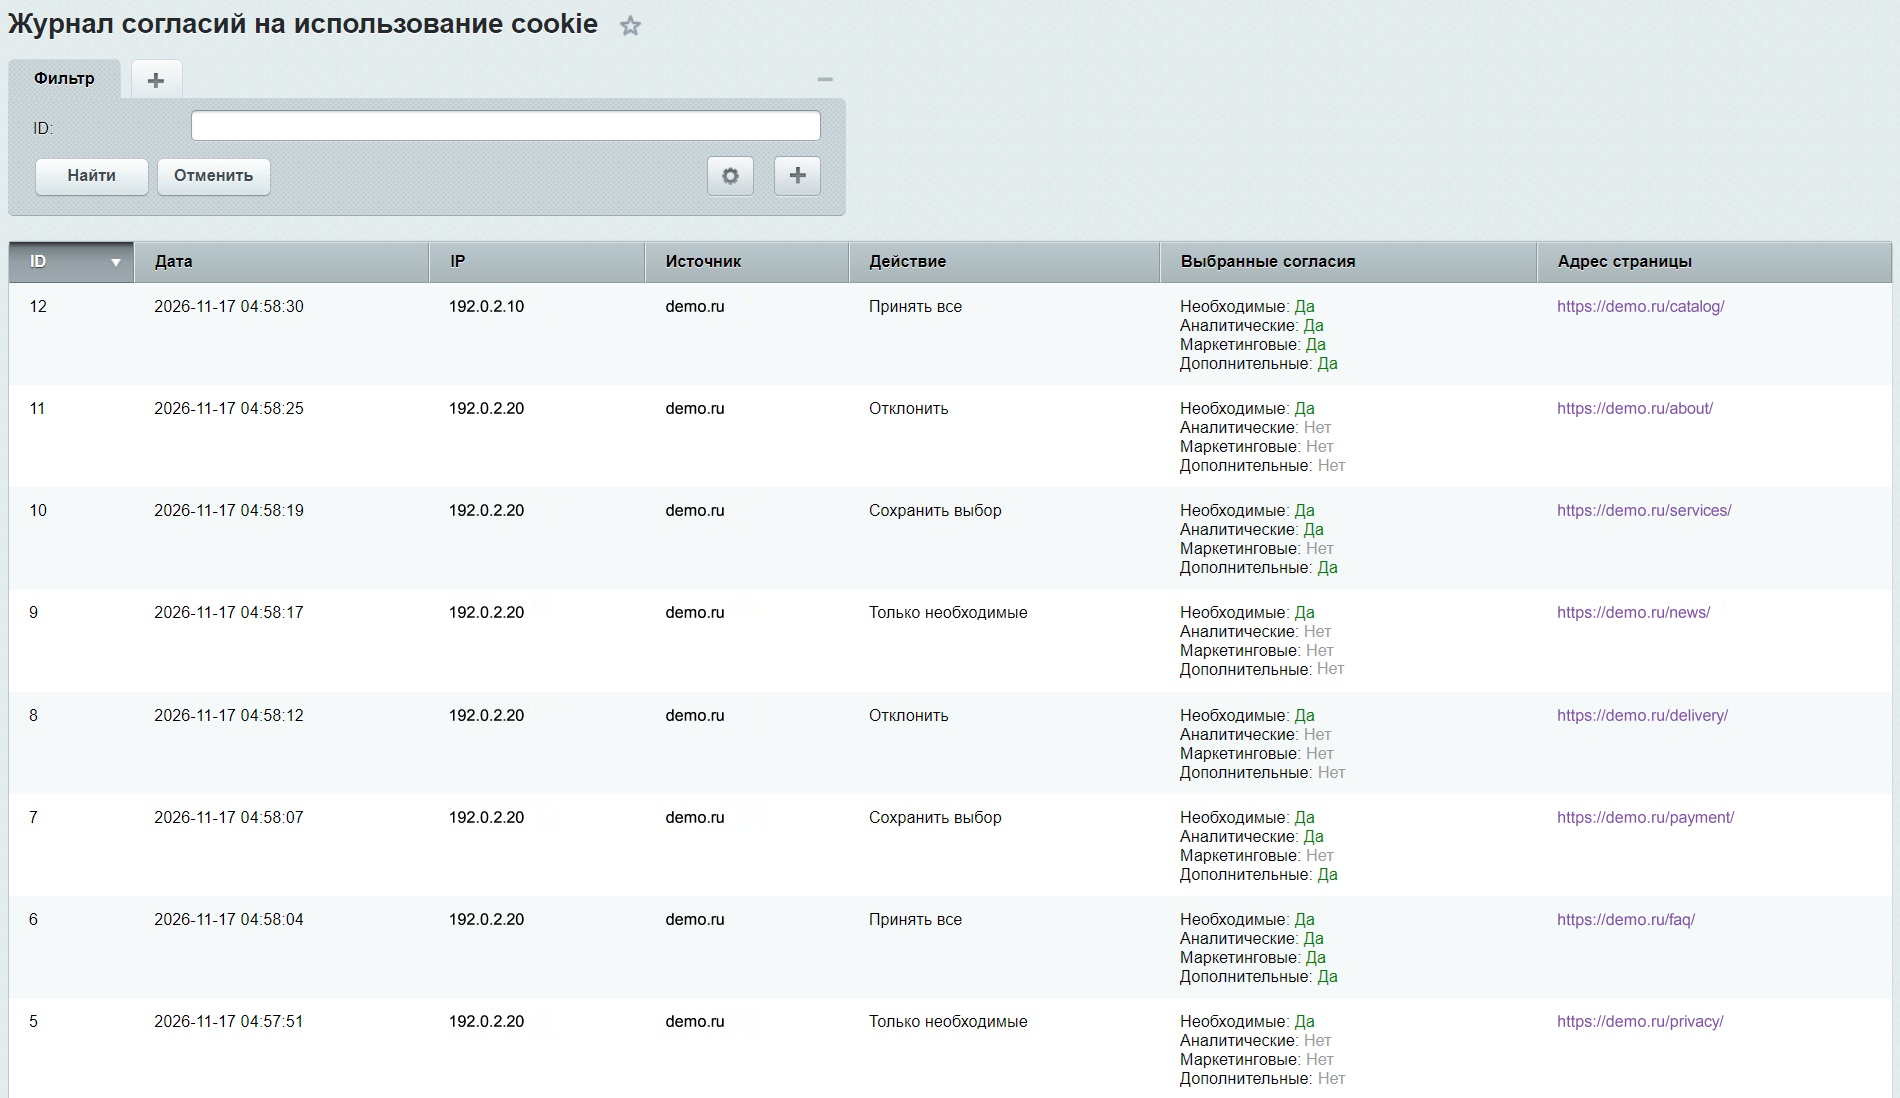 Журнал согласий на использование cookie
Фильтр
ID:
Найти Отменить
ID Дата IP Источник Действие Выбранные согласия Адрес страницы
12 2026-11-17 04:58:30 192.0.2.10 demo.ru Принять все Необходимые: Да https://demo.ru/catalog/
Аналитические: Да
Маркетинговые: Да
Дополнительные: Да
11 2026-11-17 04:58:25 192.0.2.20 demo.ru Отклонить Необходимые: Да https://demo.ru/about/
Аналитические: Нет
Маркетинговые: Нет
Дополнительные: Нет
10 2026-11-17 04:58:19 192.0.2.20 demo.ru Сохранить выбор Необходимые: Да https://demo.ru/services/
Аналитические: Да
Маркетинговые: Нет
Дополнительные: Да
9 2026-11-17 04:58:17 192.0.2.20 demo.ru Только необходимые Необходимые: Да https://demo.ru/news/
Аналитические: Нет
Маркетинговые: Нет
Дополнительные: Нет
8 2026-11-17 04:58:12 192.0.2.20 demo.ru Отклонить Необходимые: Да https://demo.ru/delivery/
Аналитические: Нет
Маркетинговые: Нет
Дополнительные: Нет
7 2026-11-17 04:58:07 192.0.2.20 demo.ru Сохранить выбор Необходимые: Да https://demo.ru/payment/
Аналитические: Да
Маркетинговые: Нет
Дополнительные: Да
6 2026-11-17 04:58:04 192.0.2.20 demo.ru Принять все Необходимые: Да https://demo.ru/faq/
Аналитические: Да
Маркетинговые: Да
Дополнительные: Да
5 2026-11-17 04:57:51 192.0.2.20 demo.ru Только необходимые Необходимые: Да https://demo.ru/privacy/
Аналитические: Нет
Маркетинговые: Нет
Дополнительные: Нет